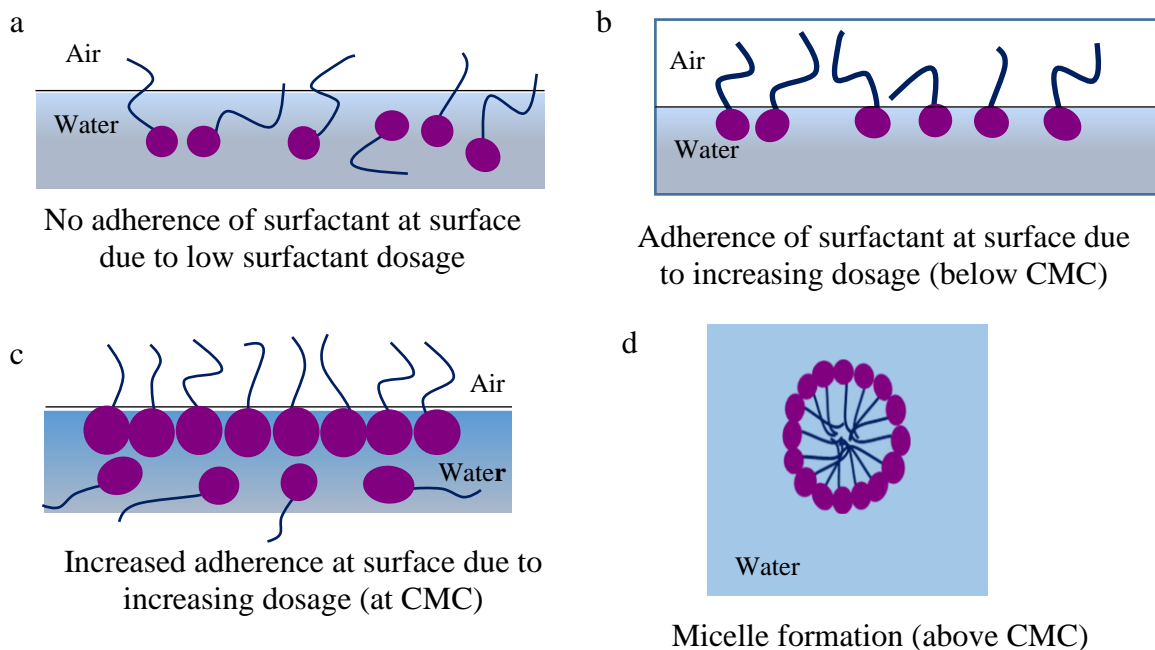 a
Air
Water
No adherence of surfactant at surface
due to low surfactant dosage
b
Air
Water
Adherence of surfactant at surface due
to increasing dosage (below CMC)
c
Air
Water
Increased adherence at surface due to
increasing dosage (at CMC)
d
Water
Micelle formation (above CMC)